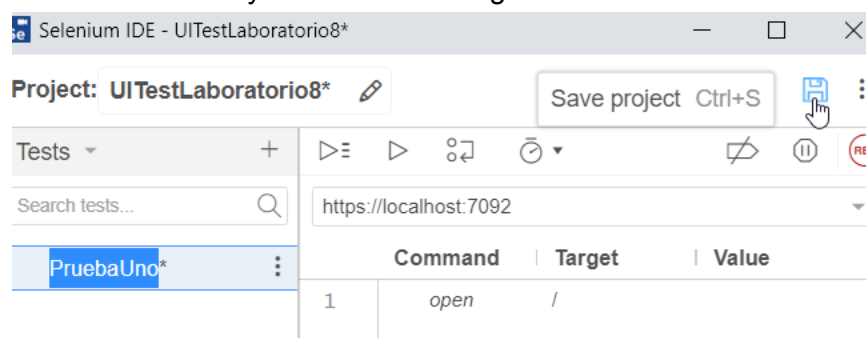 Selenium IDE - UITestLaboratorio8*
Project: UITestLaboratorio8*
Save project Ctrl+S
Tests
Search tests...
https://localhost:7092
PruebaUno*
Command Target Value
1 open /